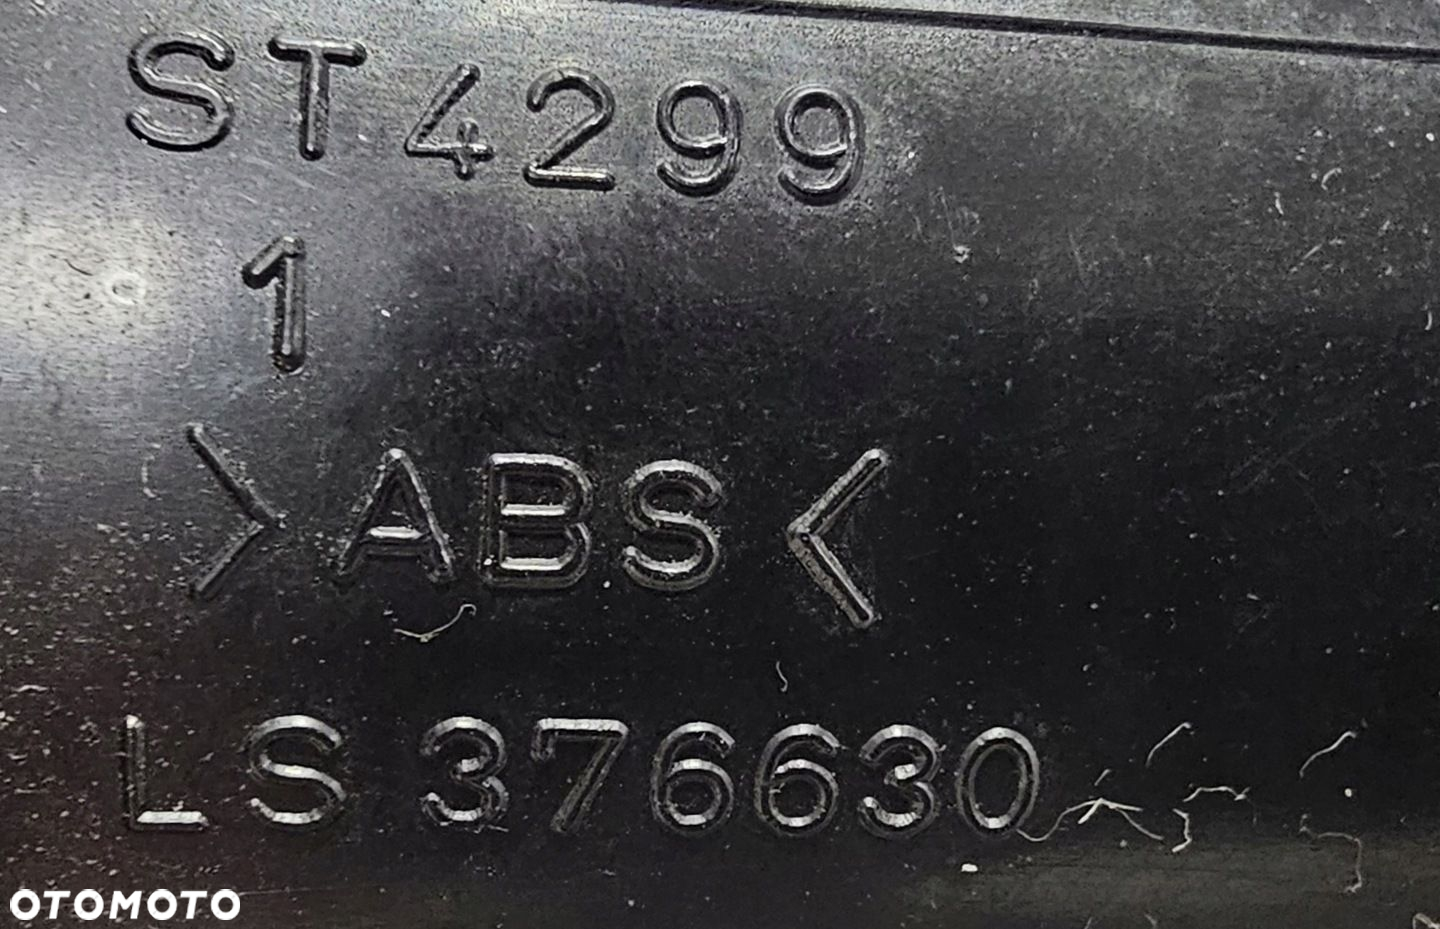 ST4299
1
>ABS<
LS 376630
OTOMOTO